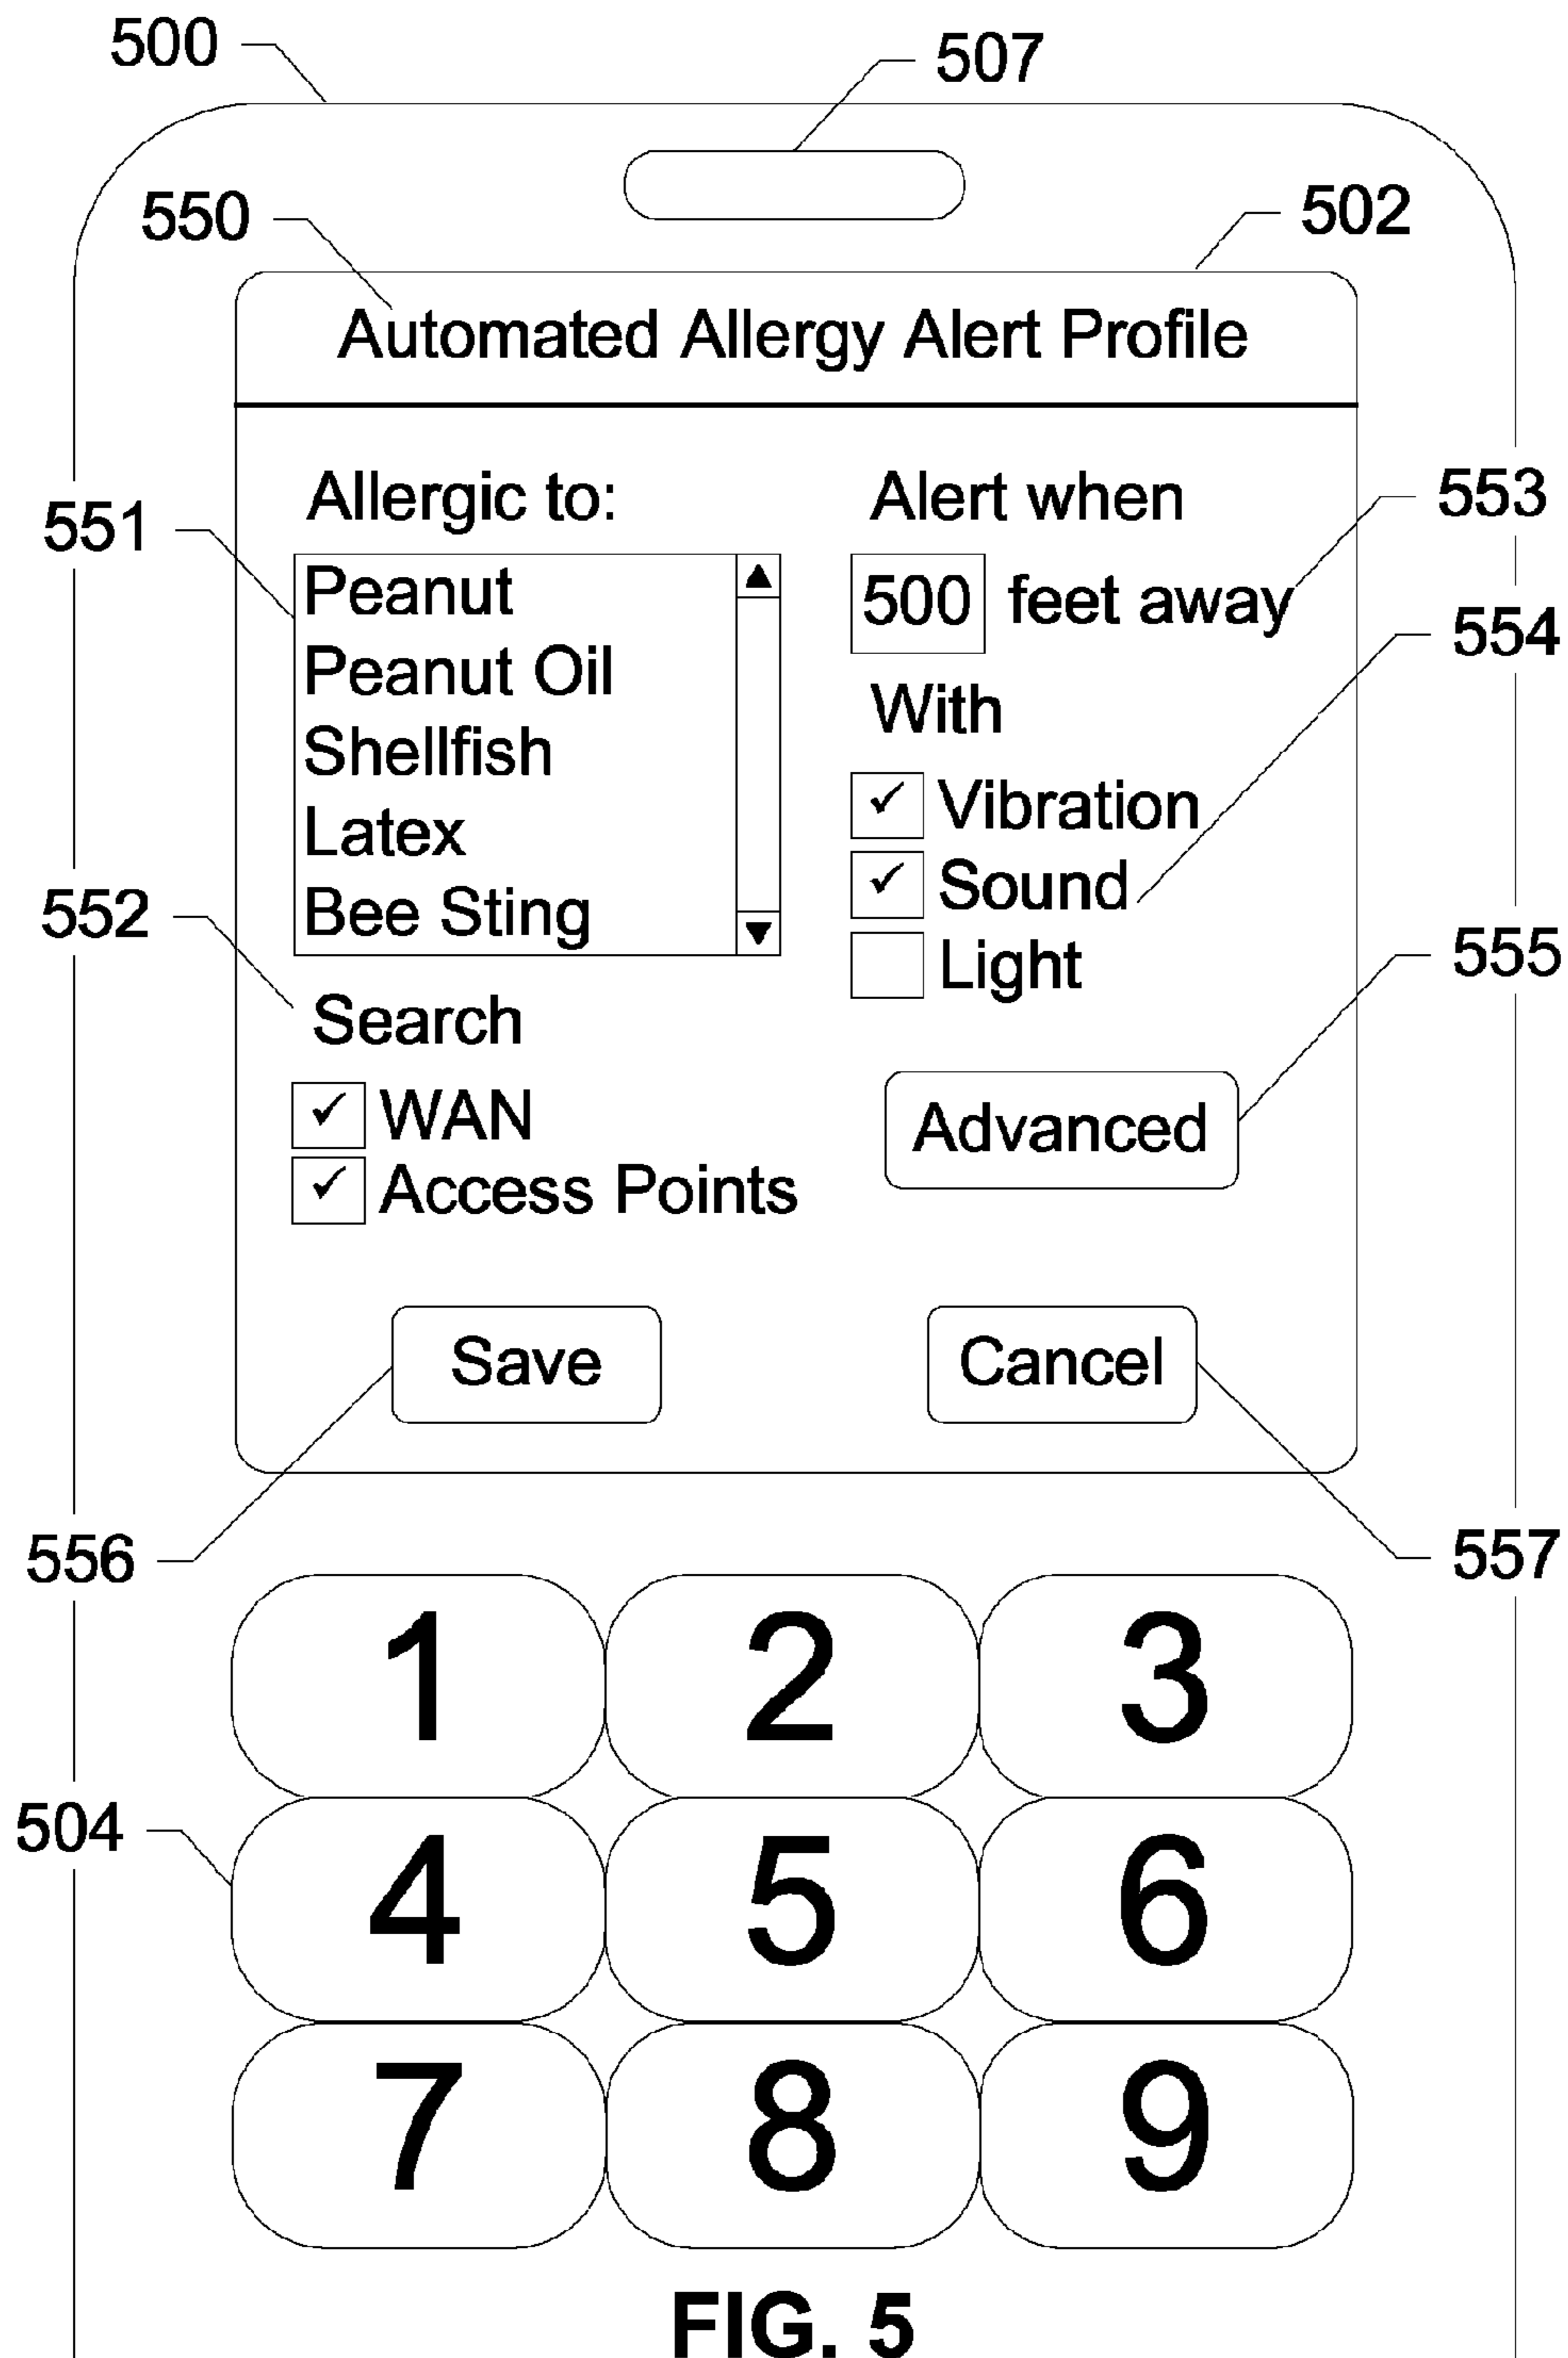 500
507
550
502
Automated Allergy Alert Profile
Allergic to:
Alert when
551
553
Peanut
500 feet away
Peanut Oil
554
Shellfish
With
Latex
Vibration
Bee Sting
Sound
552
555
Light
Search
WAN
Advanced
Access Points
Save
Cancel
556
557
1 2 3
504
4 5 6
7 8 9
FIG. 5